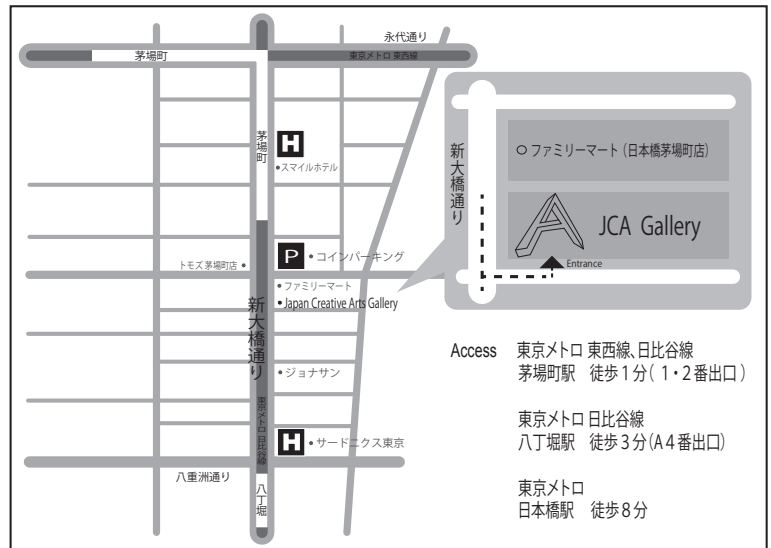 永代通り
茅場町
東京メトロ 東西線
茅場町
H
•スマイルホテル
P
•コインパーキング
トモズ 茅場町店 •
•ファミリーマート
•Japan Creative Arts Gallery
新大橋通り
•ジョナサン
東京メトロ 日比谷線
H
•サードニクス東京
八重洲通り
八丁堀
新大橋通り
○ ファミリーマート (日本橋茅場町店)
JCA Gallery
Entrance
Access 東京メトロ 東西線、日比谷線
茅場町駅 徒歩1分( 1・2番出口 )
東京メトロ 日比谷線
八丁堀駅 徒歩3分(A4番出口)
東京メトロ
日本橋駅 徒歩8分